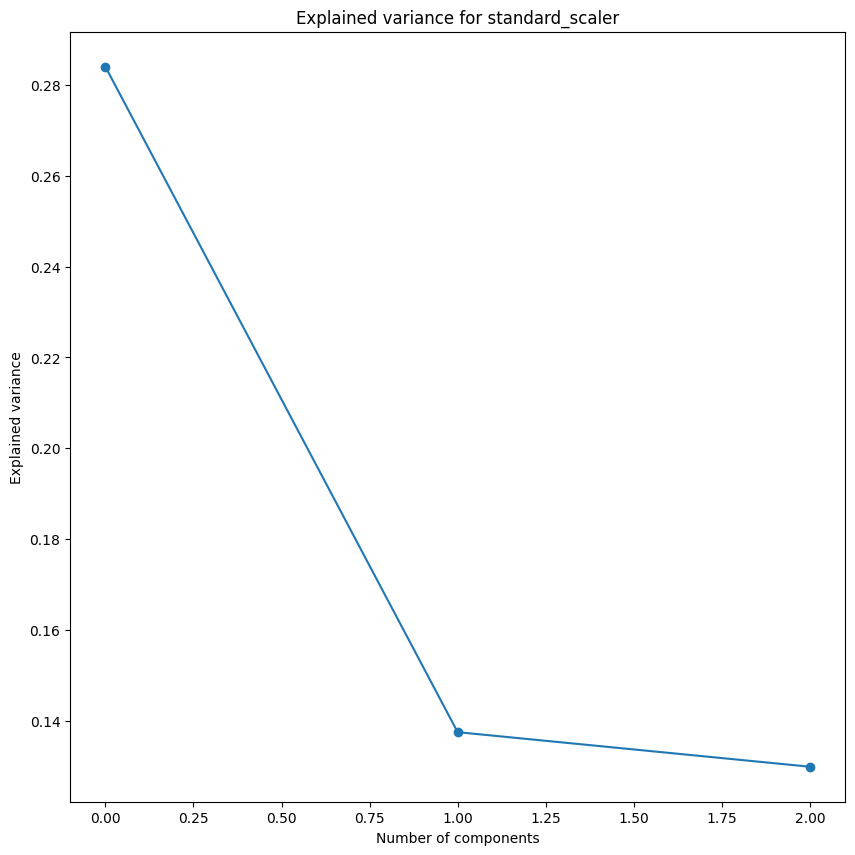 Explained variance for standard_scaler
Explained variance
0.28
0.26
0.24
0.22
0.20
0.18
0.16
0.14
0.00 0.25 0.50 0.75 1.00 1.25 1.50 1.75 2.00
Number of components